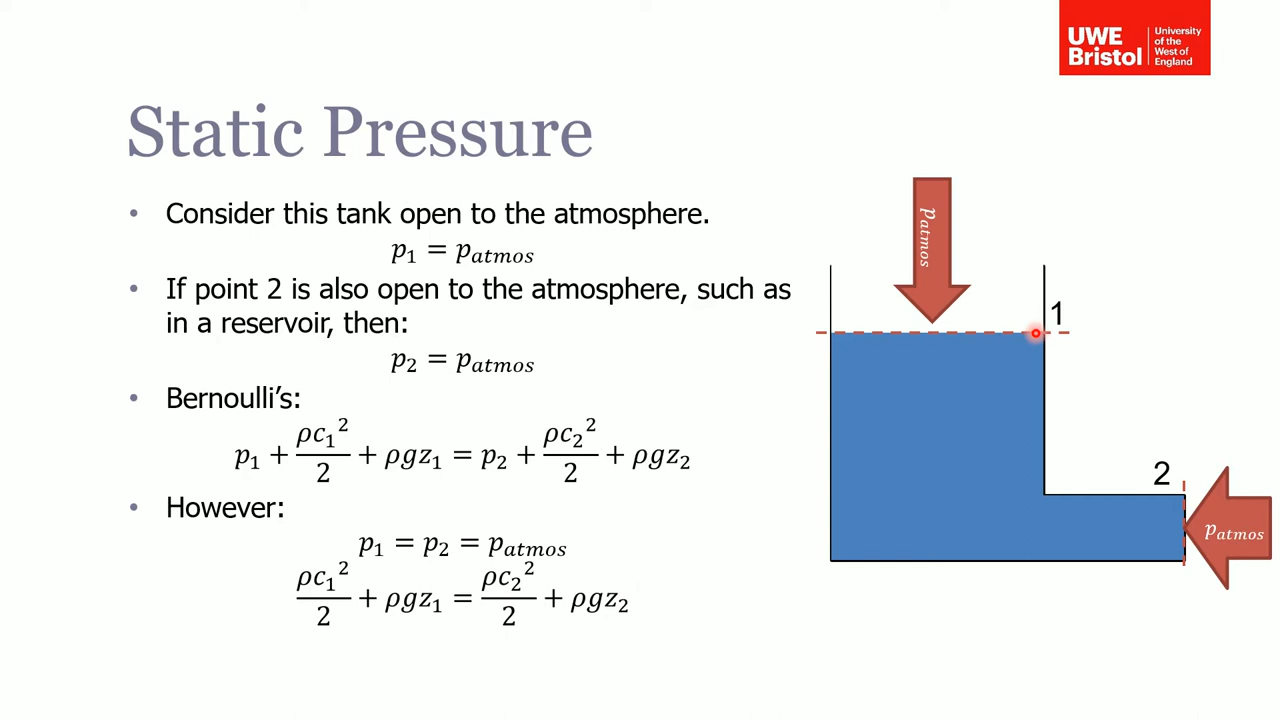 UWE Bristol
University of the West of England
Static Pressure
• Consider this tank open to the atmosphere.
p₁ = pₐₜₘₒₛ
• If point 2 is also open to the atmosphere, such as
in a reservoir, then:
p₂ = pₐₜₘₒₛ
• Bernoulli’s:
p₁ + ρc₁²/2 + ρgz₁ = p₂ + ρc₂²/2 + ρgz₂
• However:
p₁ = p₂ = pₐₜₘₒₛ
ρc₁²/2 + ρgz₁ = ρc₂²/2 + ρgz₂
pₐₜₘₒₛ
1
2
pₐₜₘₒₛ